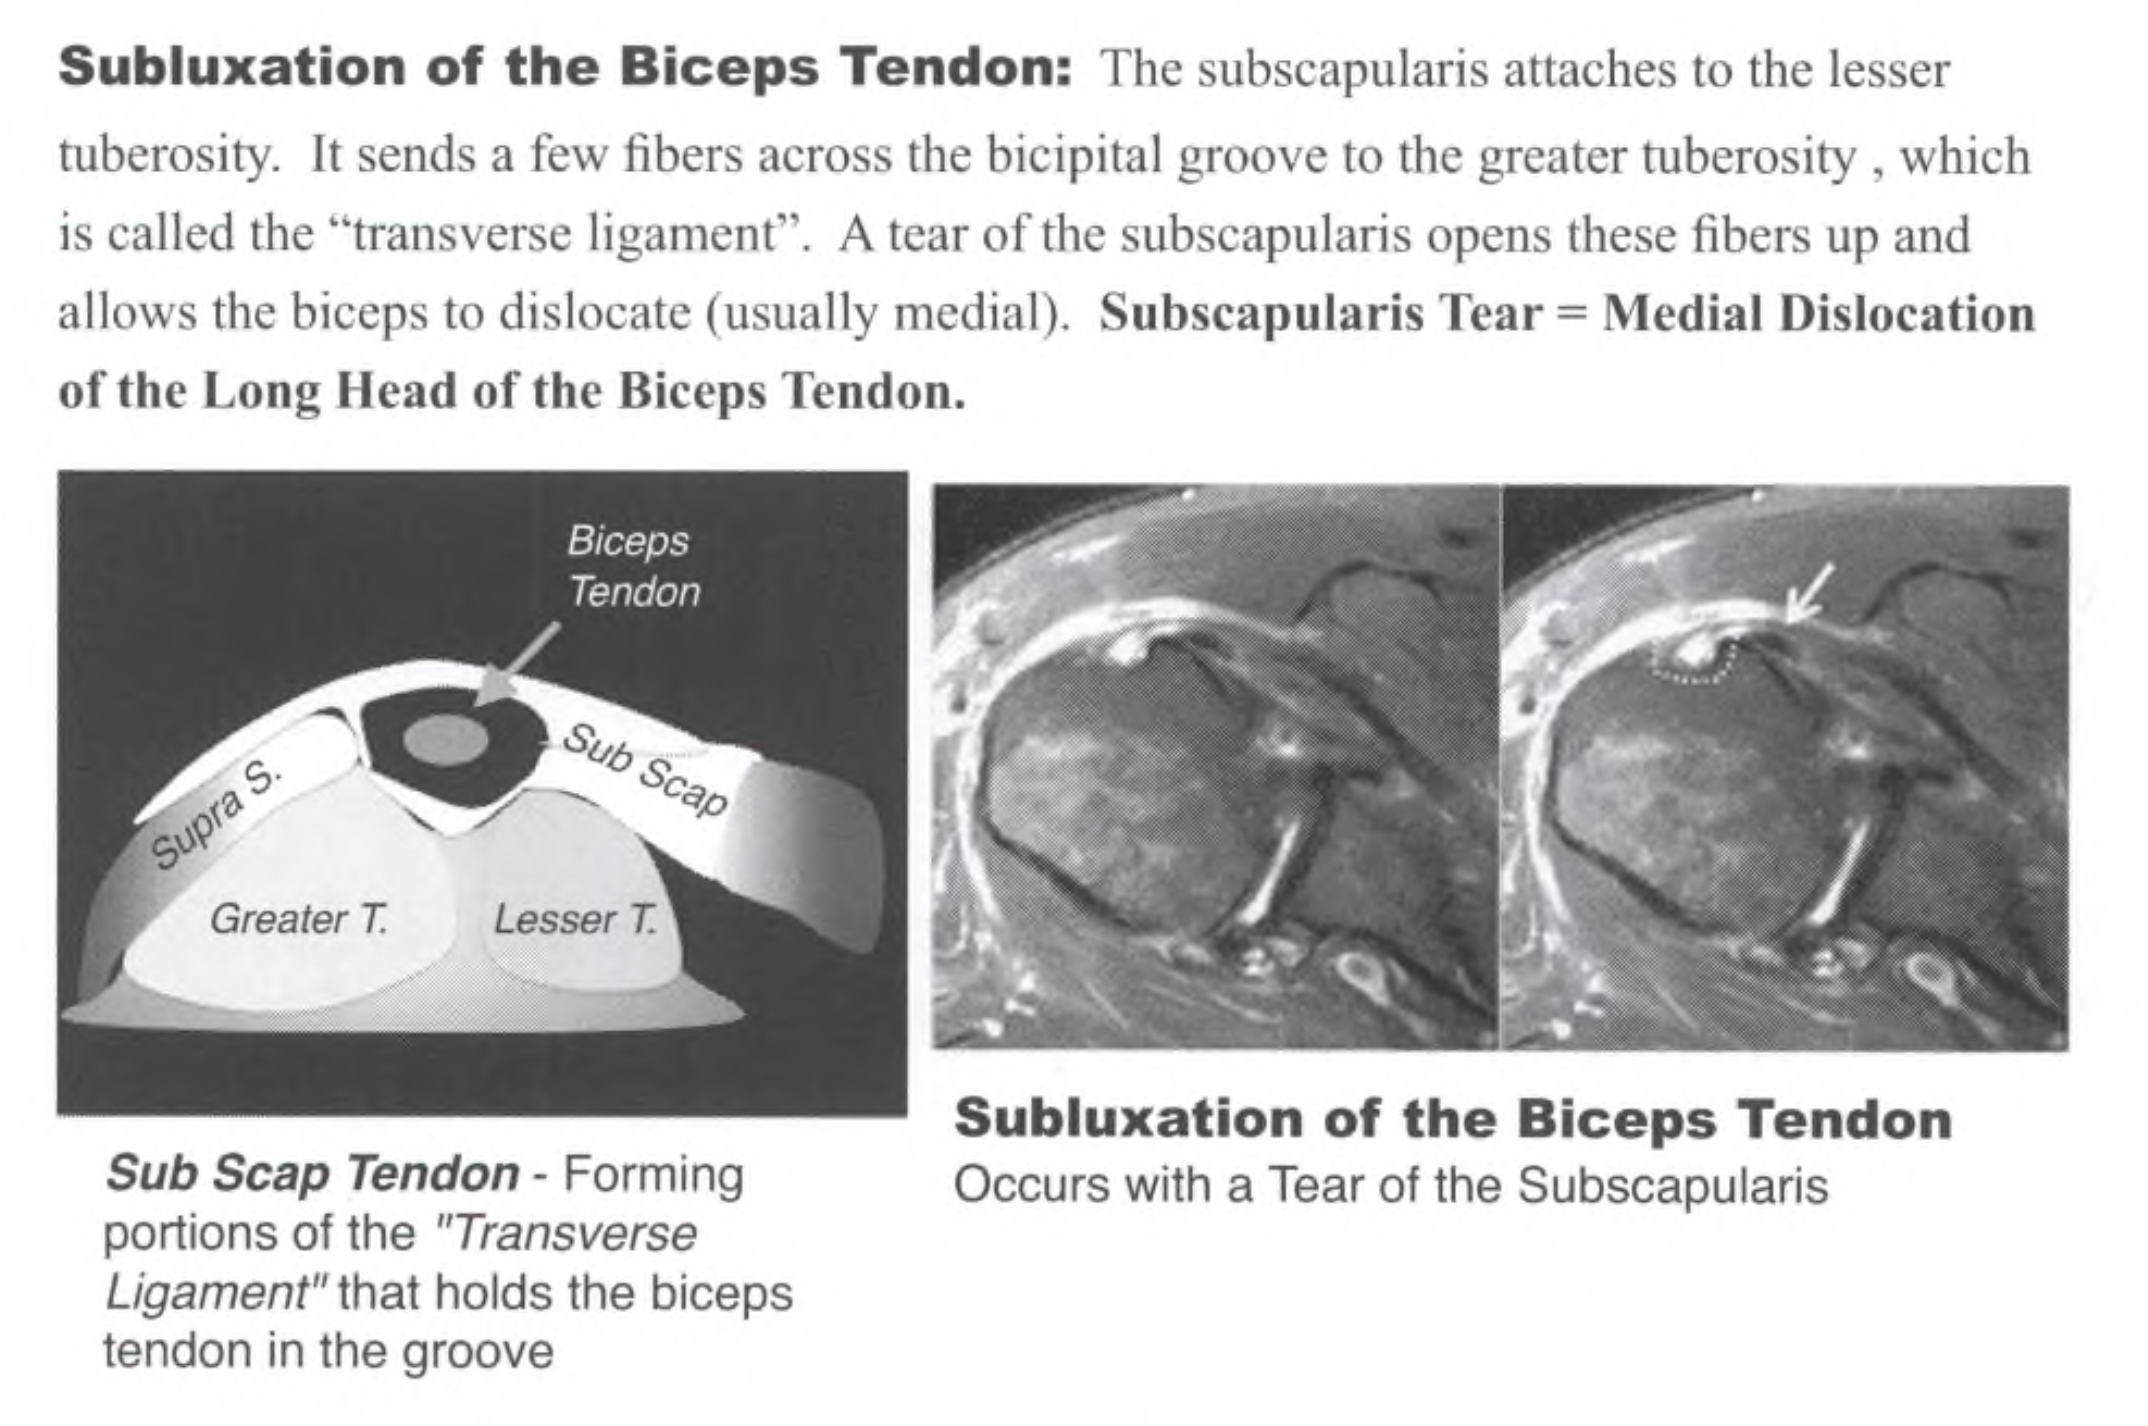 Subluxation of the Biceps Tendon: The subscapularis attaches to the lesser
tuberosity. It sends a few fibers across the bicipital groove to the greater tuberosity , which
is called the “transverse ligament”. A tear of the subscapularis opens these fibers up and
allows the biceps to dislocate (usually medial). Subscapularis Tear = Medial Dislocation
of the Long Head of the Biceps Tendon.
Biceps
Tendon
Supra S.
Sub Scap
Greater T.
Lesser T.
Sub Scap Tendon - Forming
portions of the "Transverse
Ligament" that holds the biceps
tendon in the groove
Subluxation of the Biceps Tendon
Occurs with a Tear of the Subscapularis